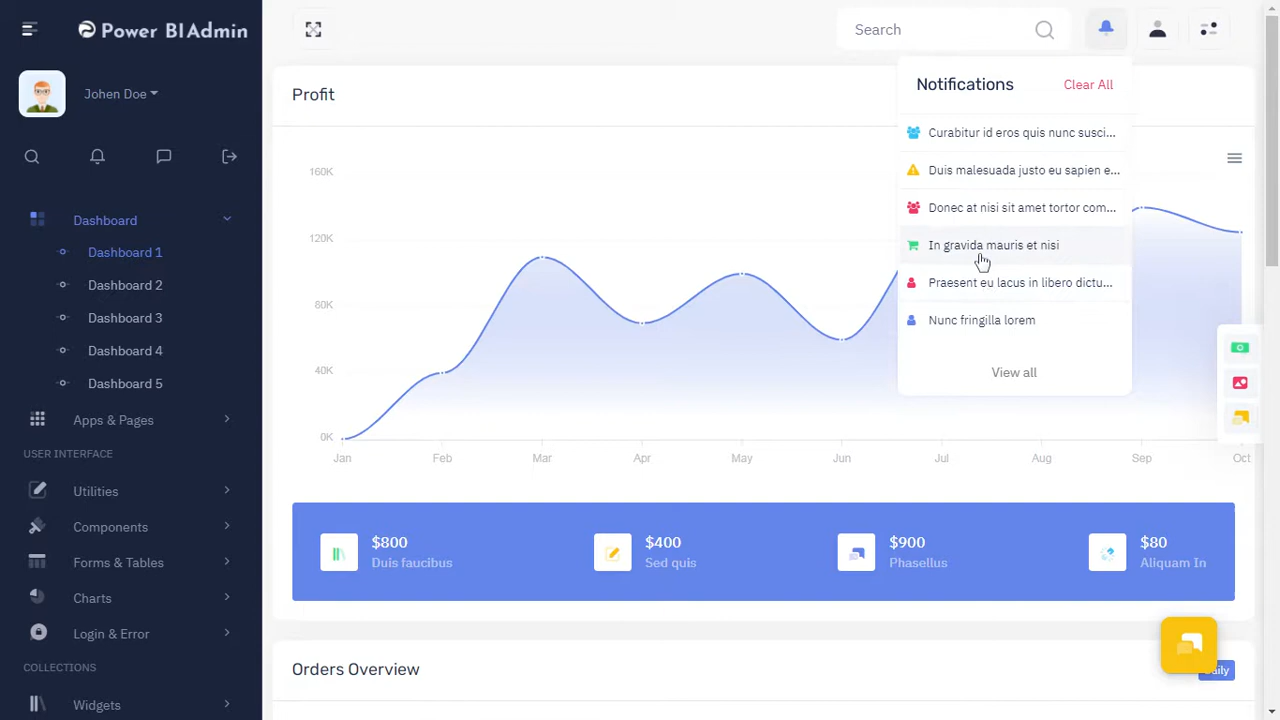 Power BI Admin
Johen Doe
Dashboard
Dashboard 1
Dashboard 2
Dashboard 3
Dashboard 4
Dashboard 5
Apps & Pages
USER INTERFACE
Utilities
Components
Forms & Tables
Charts
Login & Error
COLLECTIONS
Widgets
Search
Profit
Notifications
Clear All
Curabitur id eros quis nunc susci...
Duis malesuada justo eu sapien e...
Donec at nisi sit amet tortor com...
In gravida mauris et nisi
Praesent eu lacus in libero dictu...
Nunc fringilla lorem
View all
160K
120K
80K
40K
0K
Jan Feb Mar Apr May Jun Jul Aug Sep Oct
$800
Duis faucibus
$400
Sed quis
$900
Phasellus
$80
Aliquam In
Orders Overview